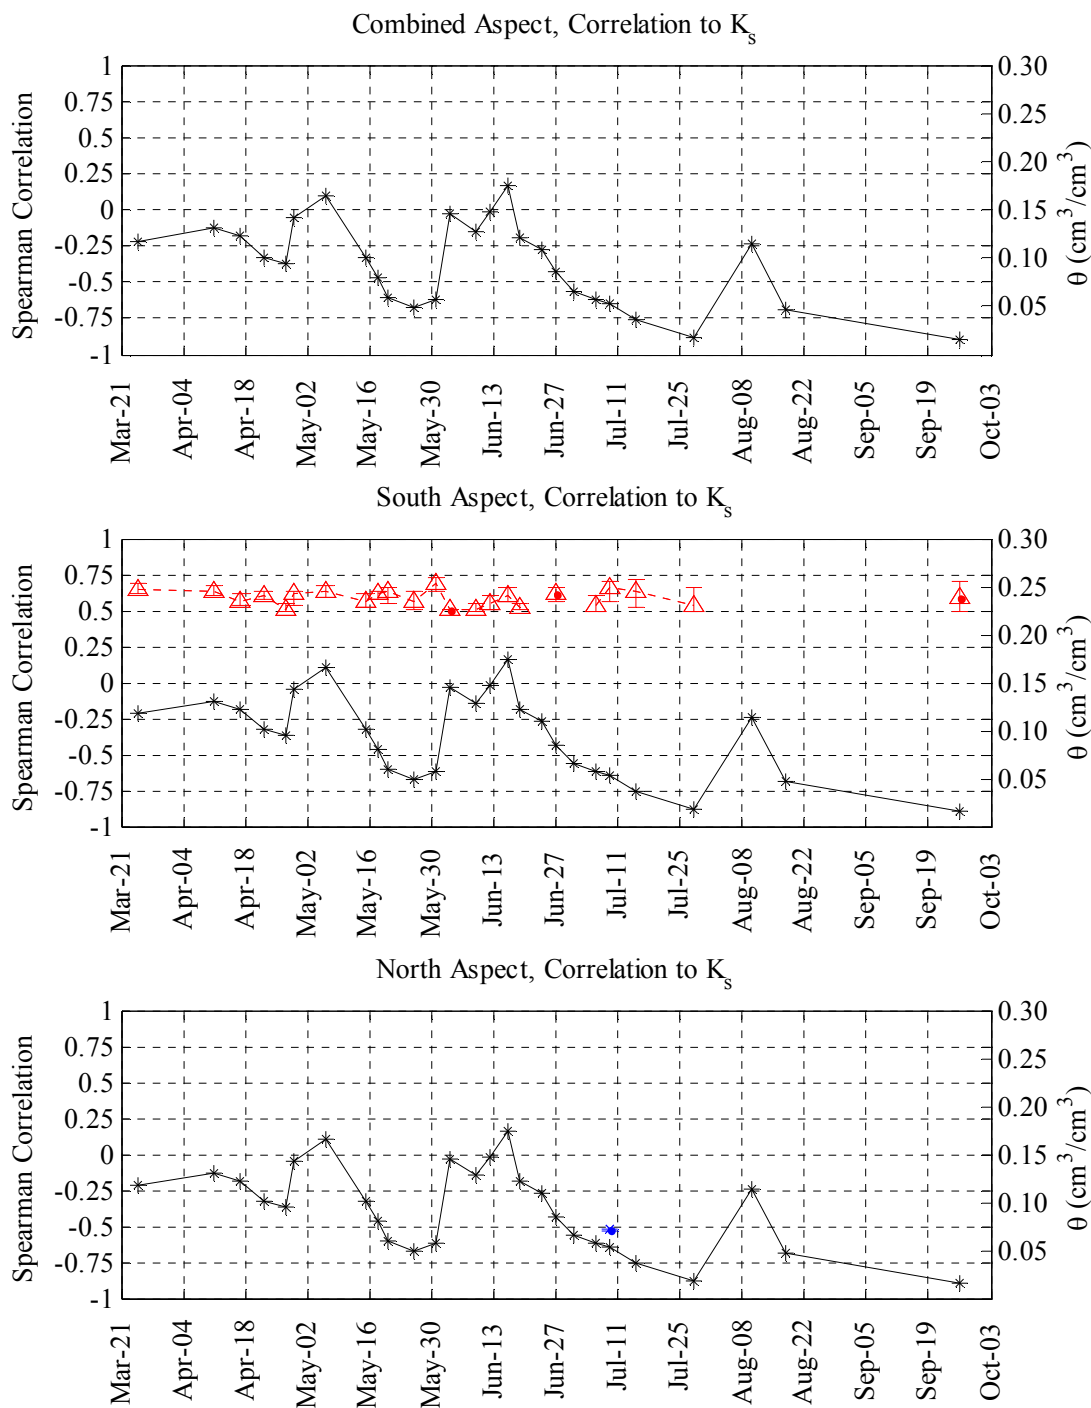 Combined Aspect, Correlation to Ks
1
0.75
0.5
0.25
0
-0.25
-0.5
-0.75
-1
Spearman Correlation
0.30
0.25
0.20
0.15
0.10
0.05
θ (cm3/cm3)
Mar-21
Apr-04
Apr-18
May-02
May-16
May-30
Jun-13
Jun-27
Jul-11
Jul-25
Aug-08
Aug-22
Sep-05
Sep-19
Oct-03
South Aspect, Correlation to Ks
1
0.75
0.5
0.25
0
-0.25
-0.5
-0.75
-1
Spearman Correlation
0.30
0.25
0.20
0.15
0.10
0.05
θ (cm3/cm3)
Mar-21
Apr-04
Apr-18
May-02
May-16
May-30
Jun-13
Jun-27
Jul-11
Jul-25
Aug-08
Aug-22
Sep-05
Sep-19
Oct-03
North Aspect, Correlation to Ks
1
0.75
0.5
0.25
0
-0.25
-0.5
-0.75
-1
Spearman Correlation
0.30
0.25
0.20
0.15
0.10
0.05
θ (cm3/cm3)
Mar-21
Apr-04
Apr-18
May-02
May-16
May-30
Jun-13
Jun-27
Jul-11
Jul-25
Aug-08
Aug-22
Sep-05
Sep-19
Oct-03